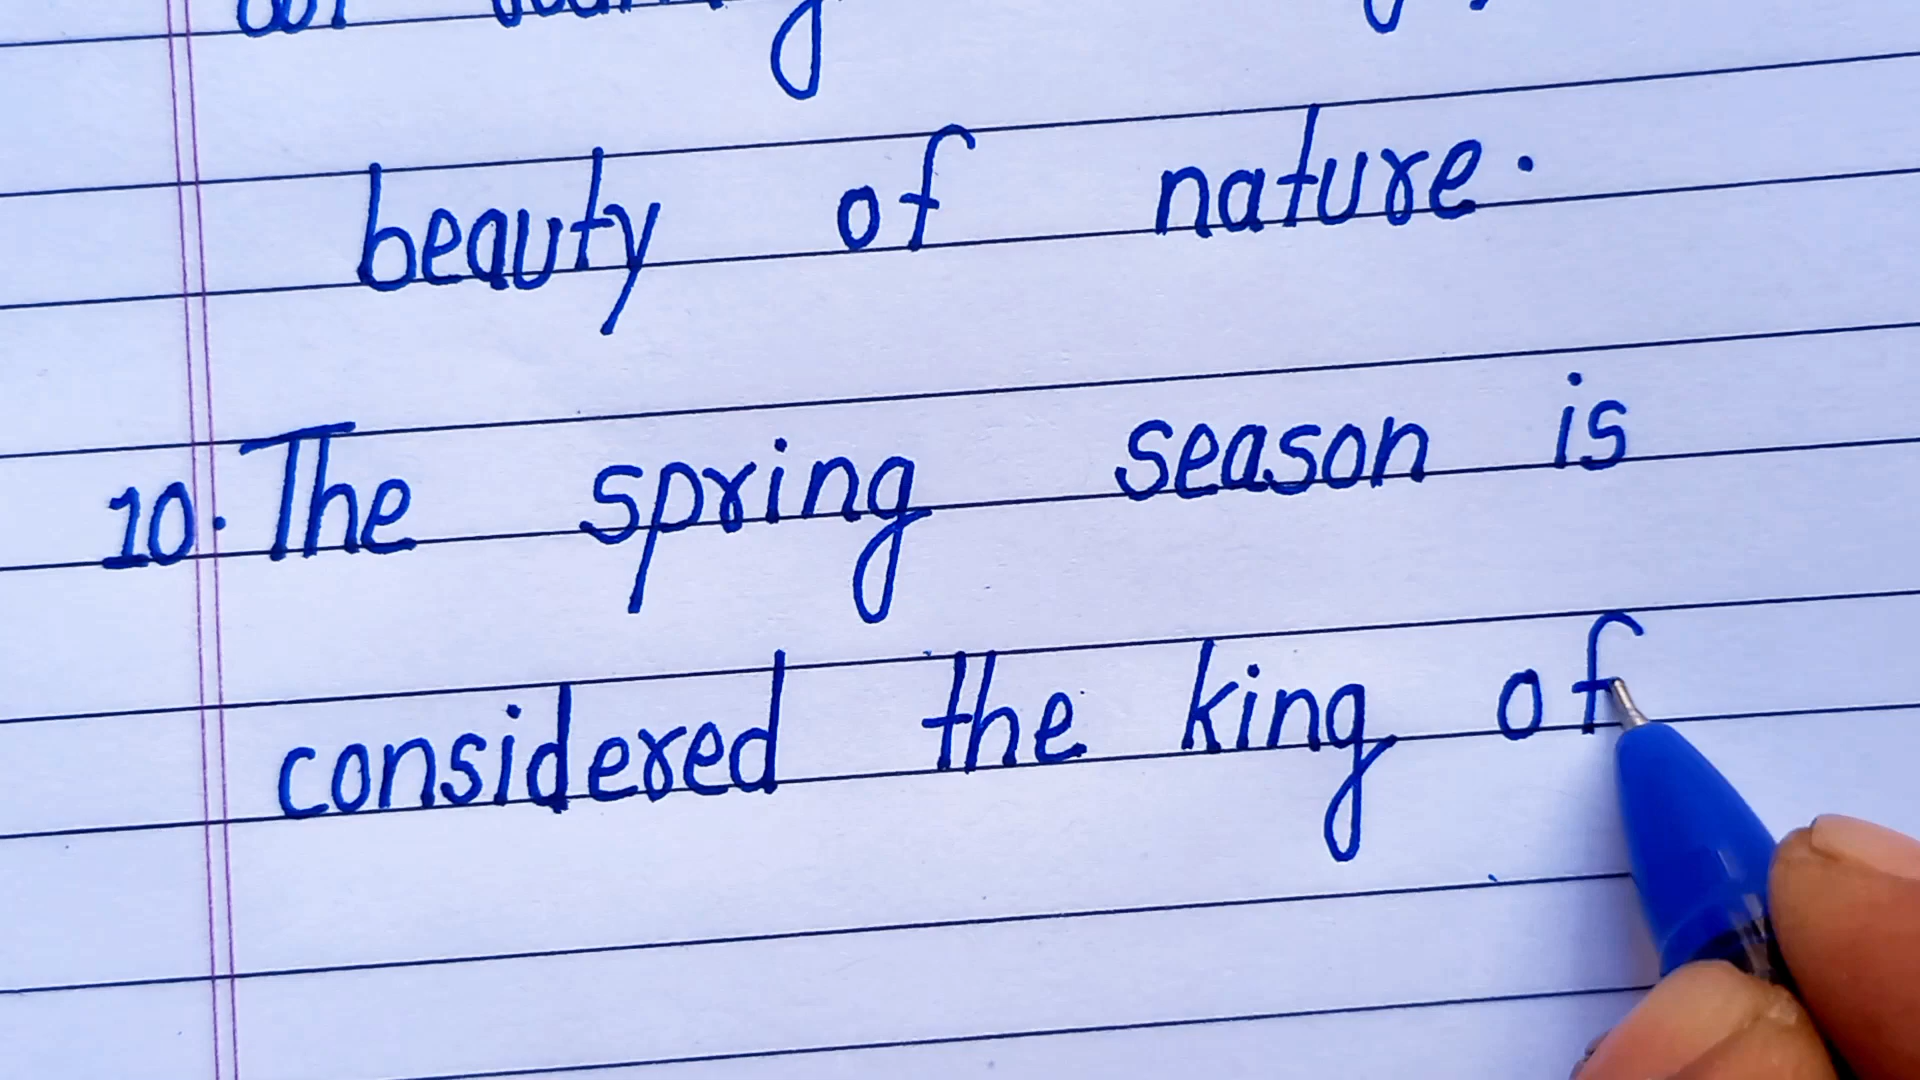 beauty of nature.
10. The spring season is
considered the king of